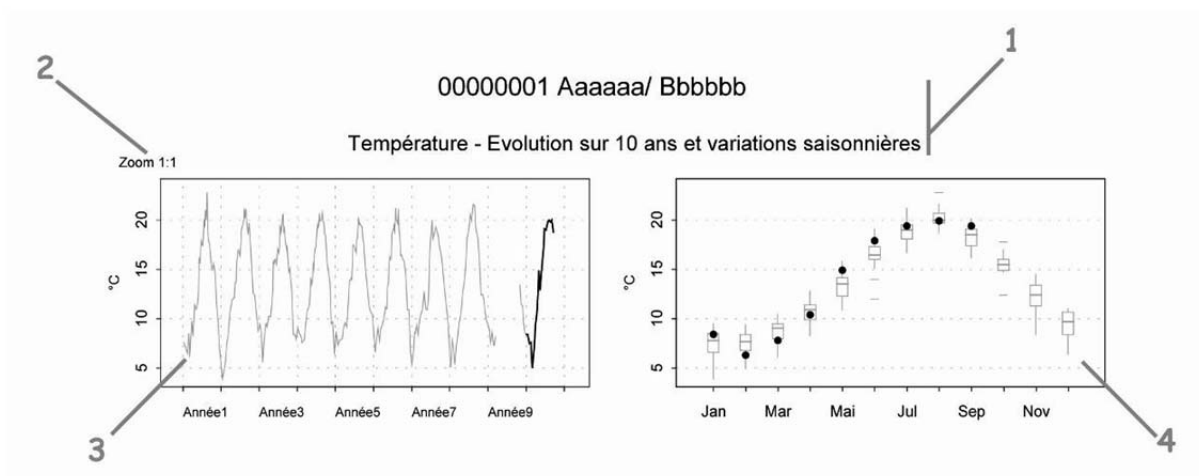 1
2
00000001 Aaaaaa/ Bbbbbb
Température - Evolution sur 10 ans et variations saisonnières
Zoom 1:1
°C
20
15
10
5
Année1 Année3 Année5 Année7 Année9
°C
20
15
10
5
Jan Mar Mai Jul Sep Nov
3
4